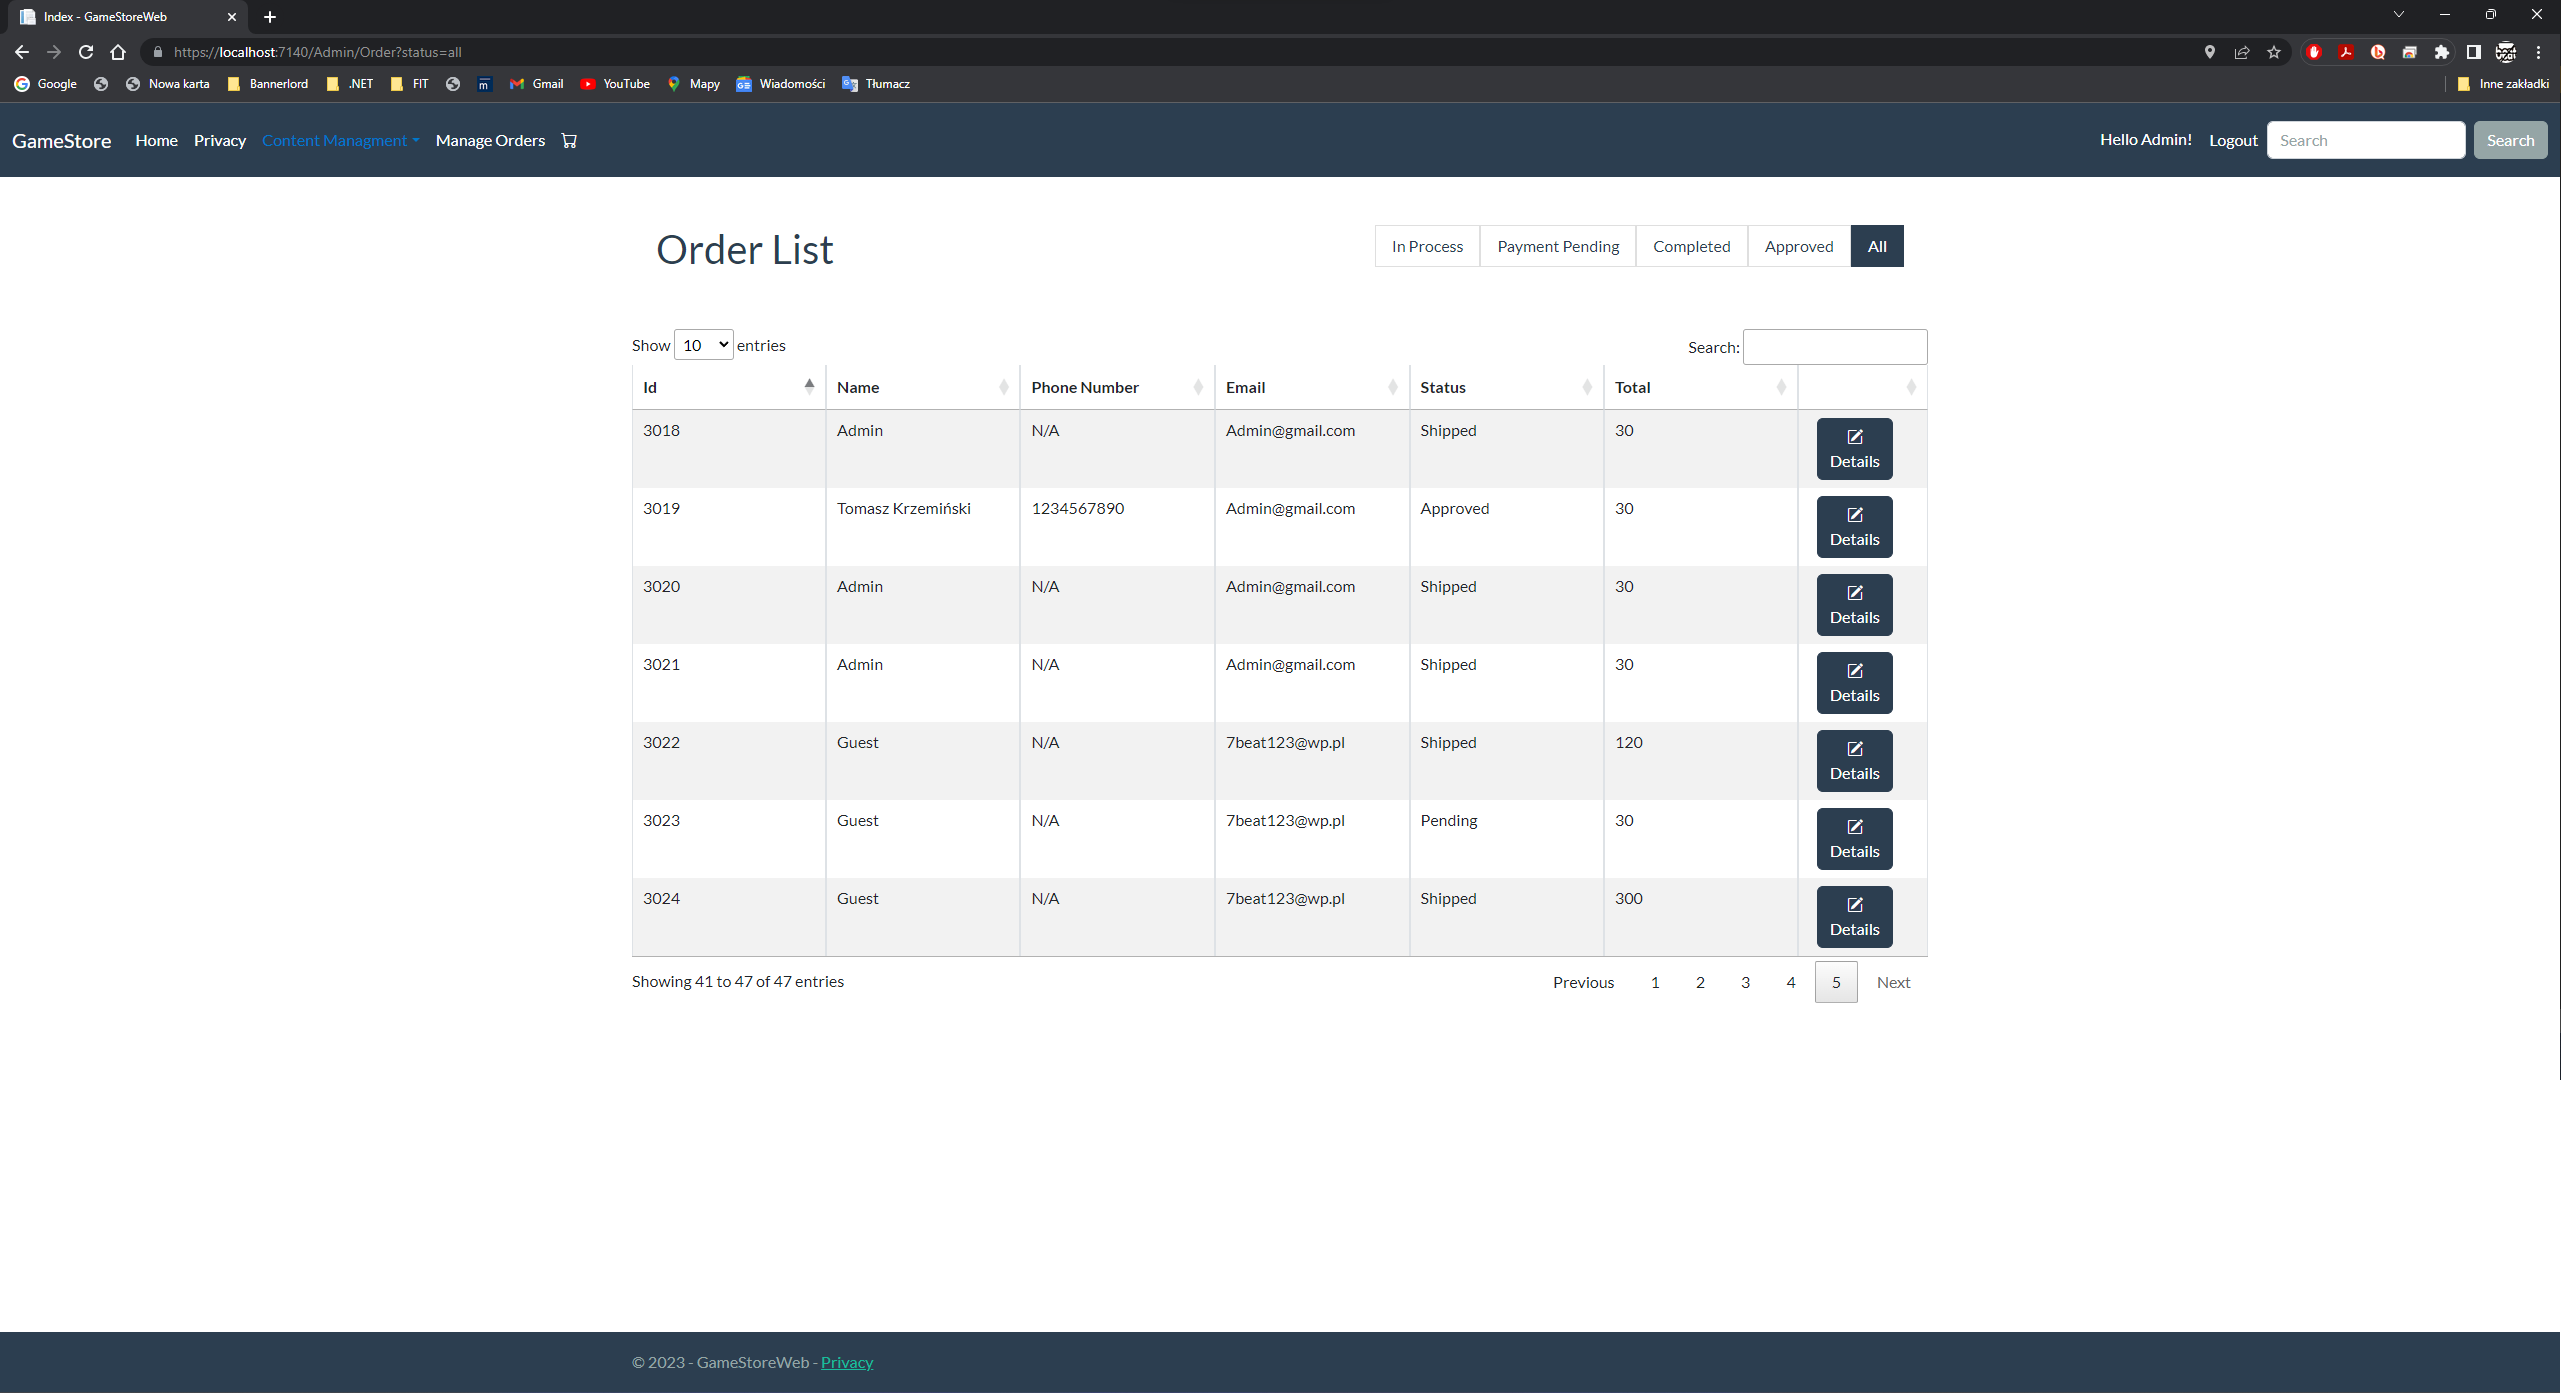 Index - GameStoreWeb
https://localhost:7140/Admin/Order?status=all
Google Nowa karta Bannerlord .NET FIT m Gmail YouTube Mapy Wiadomości Tłumacz Inne zakładki
GameStore Home Privacy Content Managment Manage Orders Hello Admin! Logout Search Search
Order List In Process Payment Pending Completed Approved All
Show 10 entries Search:
Id Name Phone Number Email Status Total
3018 Admin N/A Admin@gmail.com Shipped 30 Details
3019 Tomasz Krzemiński 1234567890 Admin@gmail.com Approved 30 Details
3020 Admin N/A Admin@gmail.com Shipped 30 Details
3021 Admin N/A Admin@gmail.com Shipped 30 Details
3022 Guest N/A 7beat123@wp.pl Shipped 120 Details
3023 Guest N/A 7beat123@wp.pl Pending 30 Details
3024 Guest N/A 7beat123@wp.pl Shipped 300 Details
Showing 41 to 47 of 47 entries Previous 1 2 3 4 5 Next
© 2023 - GameStoreWeb - Privacy